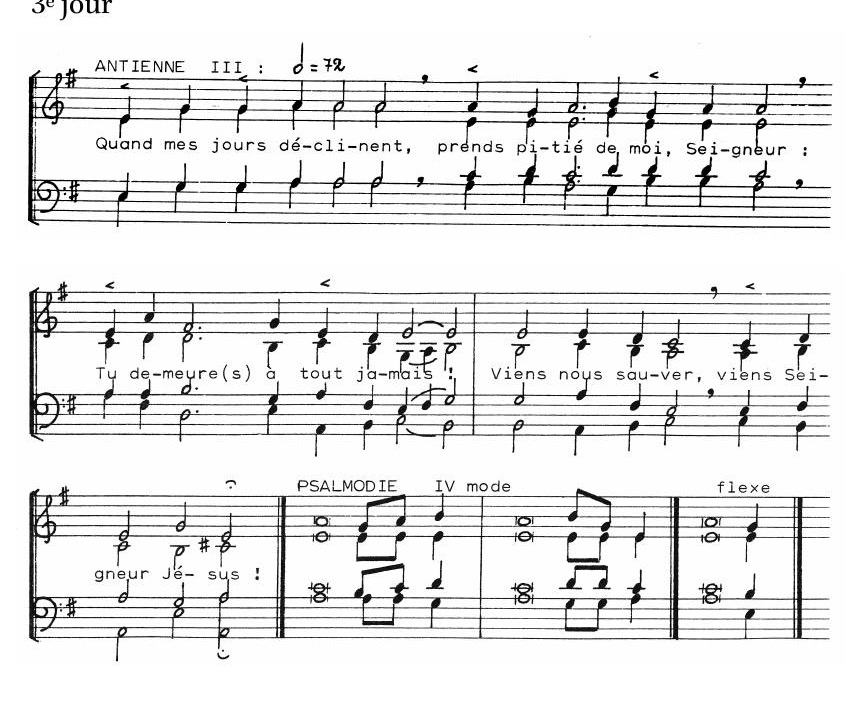 3e jour
ANTIENNE III : = 72
Quand mes jours dé-cli-nent, prends pi-tié de moi, Sei-gneur :
Tu de-meure(s) à tout ja-mais ! Viens nous sau-ver, viens Sei-
PSALMODIE IV mode flexe
gneur Jé- sus !